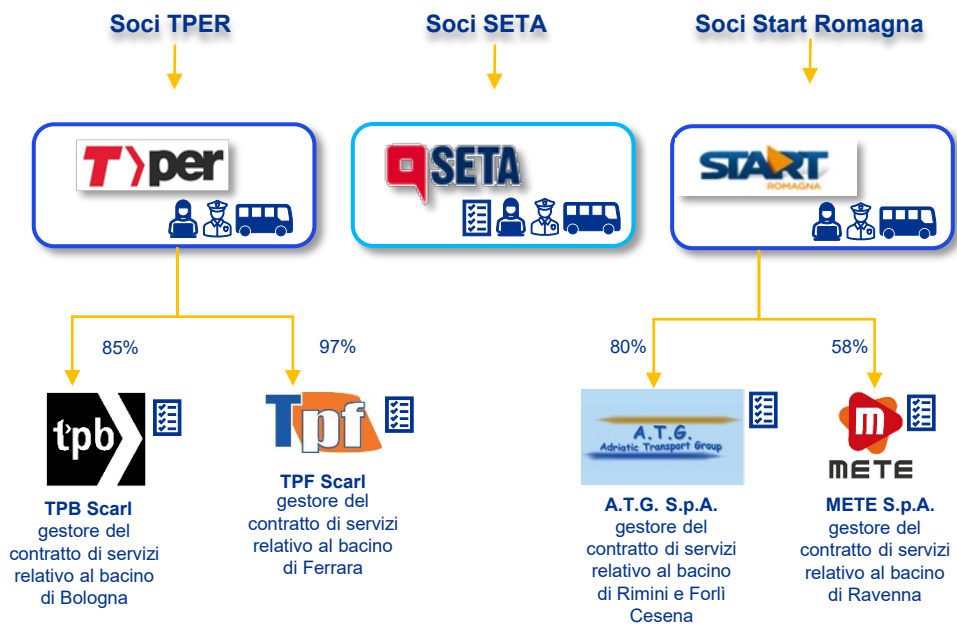 Soci TPER
Soci SETA
Soci Start Romagna
T per
SETA
START
ROMAGNA
85%
97%
80%
58%
tpb
Tpf
A.T.G.
Adriatic Transport Group
m
METE
TPB Scarl
gestore del
contratto di servizi
relativo al bacino
di Bologna
TPF Scarl
gestore del
contratto di servizi
relativo al bacino
di Ferrara
A.T.G. S.p.A.
gestore del
contratto di servizi
relativo al bacino
di Rimini e Forlì
Cesena
METE S.p.A.
gestore del
contratto di servizi
relativo al bacino
di Ravenna